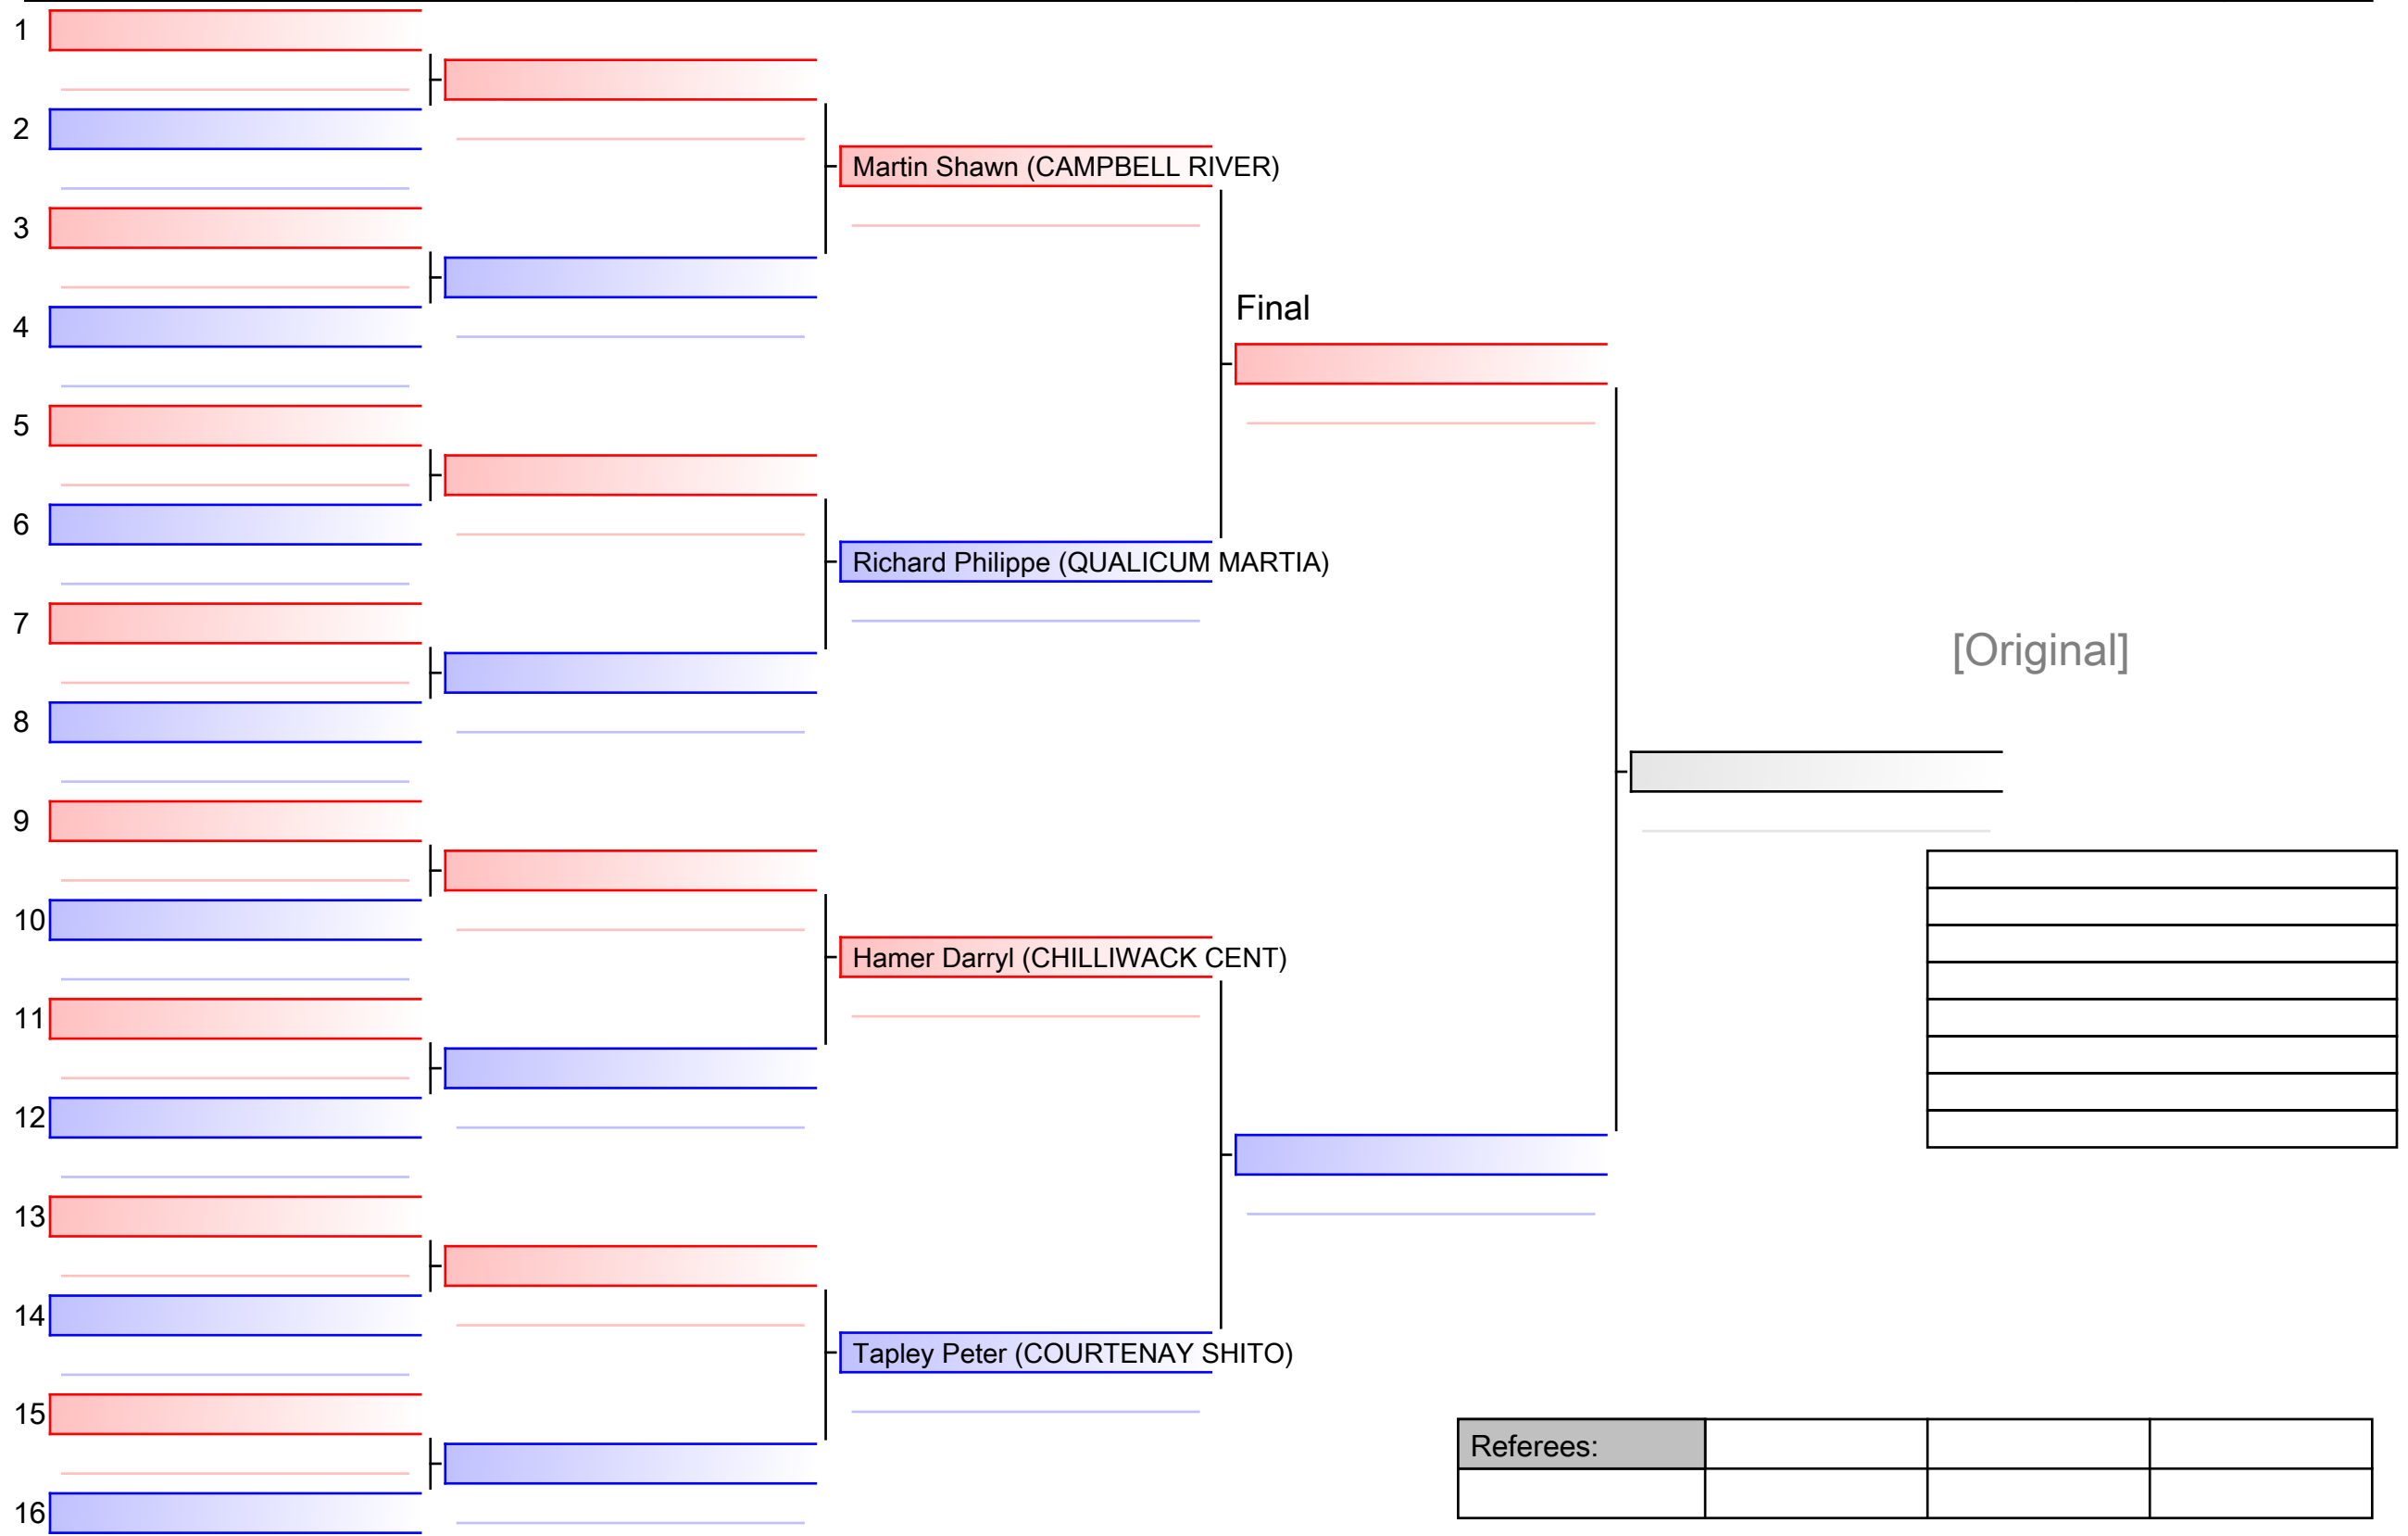 1
2
Martin Shawn (CAMPBELL RIVER)
3
Final
4
5
6
Richard Philippe (QUALICUM MARTIA)
7
[Original]
8
9
10
Hamer Darryl (CHILLIWACK CENT)
11
12
13
14
Tapley Peter (COURTENAY SHITO)
15
Referees:
16